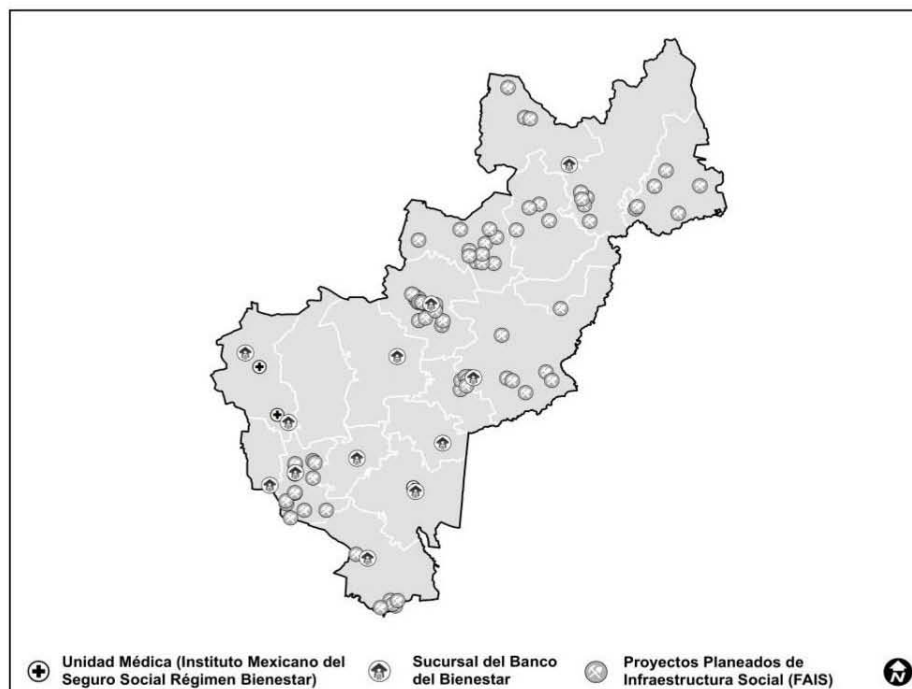 Unidad Médica (Instituto Mexicano del
Seguro Social Régimen Bienestar)
Sucursal del Banco
del Bienestar
Proyectos Planeados de
Infraestructura Social (FAIS)
N